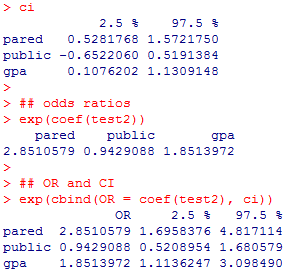 > ci
2.5 % 97.5 %
pared 0.5281768 1.5721750
public -0.6522060 0.5191384
gpa 0.1076202 1.1309148
>
> ## odds ratios
> exp(coef(test2))
pared public gpa
2.8510579 0.9429088 1.8513972
>
> ## OR and CI
> exp(cbind(OR = coef(test2), ci))
OR 2.5 % 97.5 %
pared 2.8510579 1.6958376 4.817114
public 0.9429088 0.5208954 1.680579
gpa 1.8513972 1.1136247 3.098490